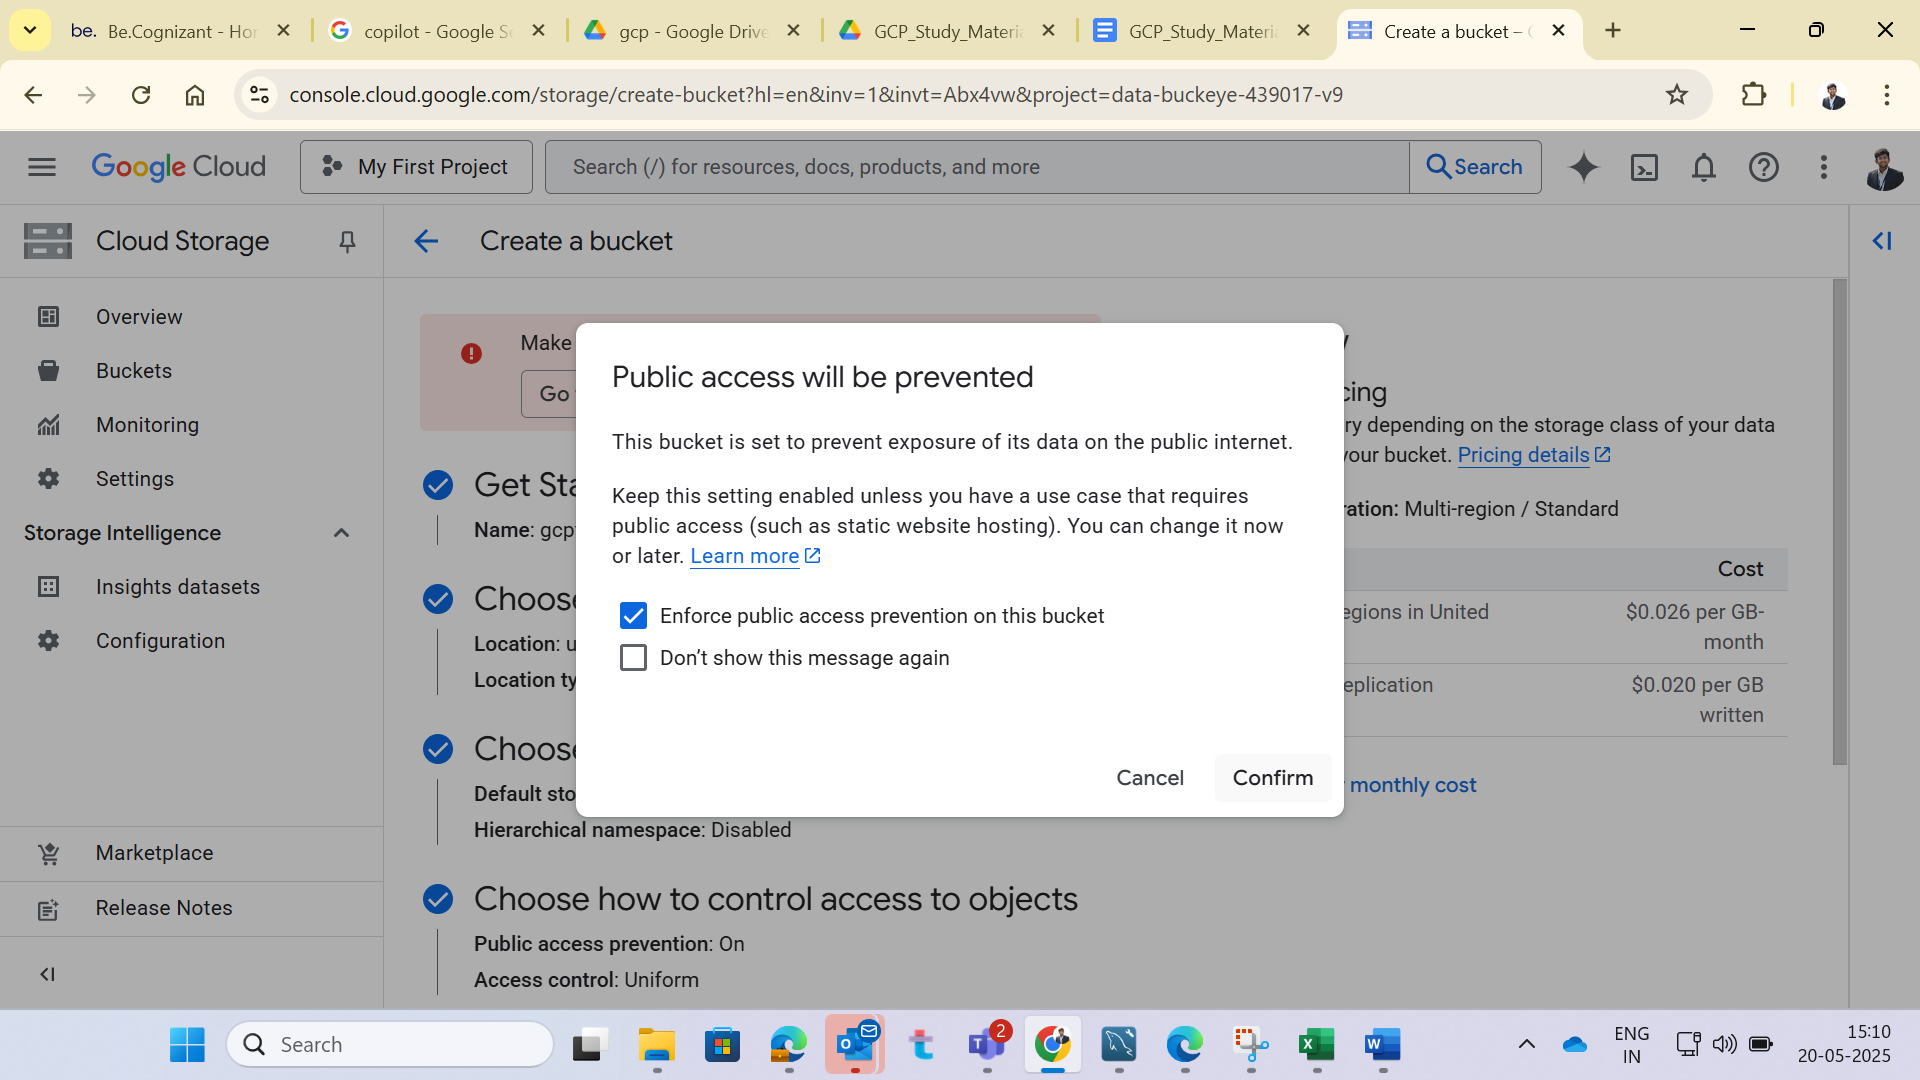 be. Be.Cognizant - Hor
copilot - Google Se
gcp - Google Drive
GCP_Study_Materia
GCP_Study_Materia
Create a bucket –
console.cloud.google.com/storage/create-bucket?hl=en&inv=1&invt=Abx4vw&project=data-buckeye-439017-v9
Google Cloud
My First Project
Search (/) for resources, docs, products, and more
Search
Cloud Storage
Create a bucket
Overview
Buckets
Monitoring
Settings
Storage Intelligence
Insights datasets
Configuration
Marketplace
Release Notes
Make
Go
Get Sta
Name: gcp
Choose
Location: u
Location ty
Choose
Default sto
Hierarchical namespace: Disabled
Choose how to control access to objects
Public access prevention: On
Access control: Uniform
Public access will be prevented
This bucket is set to prevent exposure of its data on the public internet.
Keep this setting enabled unless you have a use case that requires
public access (such as static website hosting). You can change it now
or later. Learn more
Enforce public access prevention on this bucket
Don’t show this message again
Cancel
Confirm
cing
ry depending on the storage class of your data
your bucket. Pricing details
ration: Multi-region / Standard
Cost
egions in United
$0.026 per GB-
month
eplication
$0.020 per GB
written
monthly cost
Search
2
ENG
IN
15:10
20-05-2025